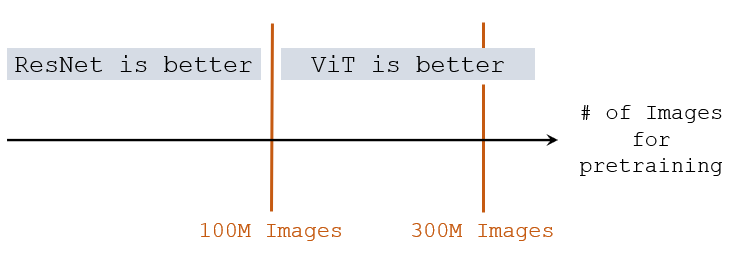 ResNet is better
ViT is better
# of Images
for
pretraining
100M Images
300M Images